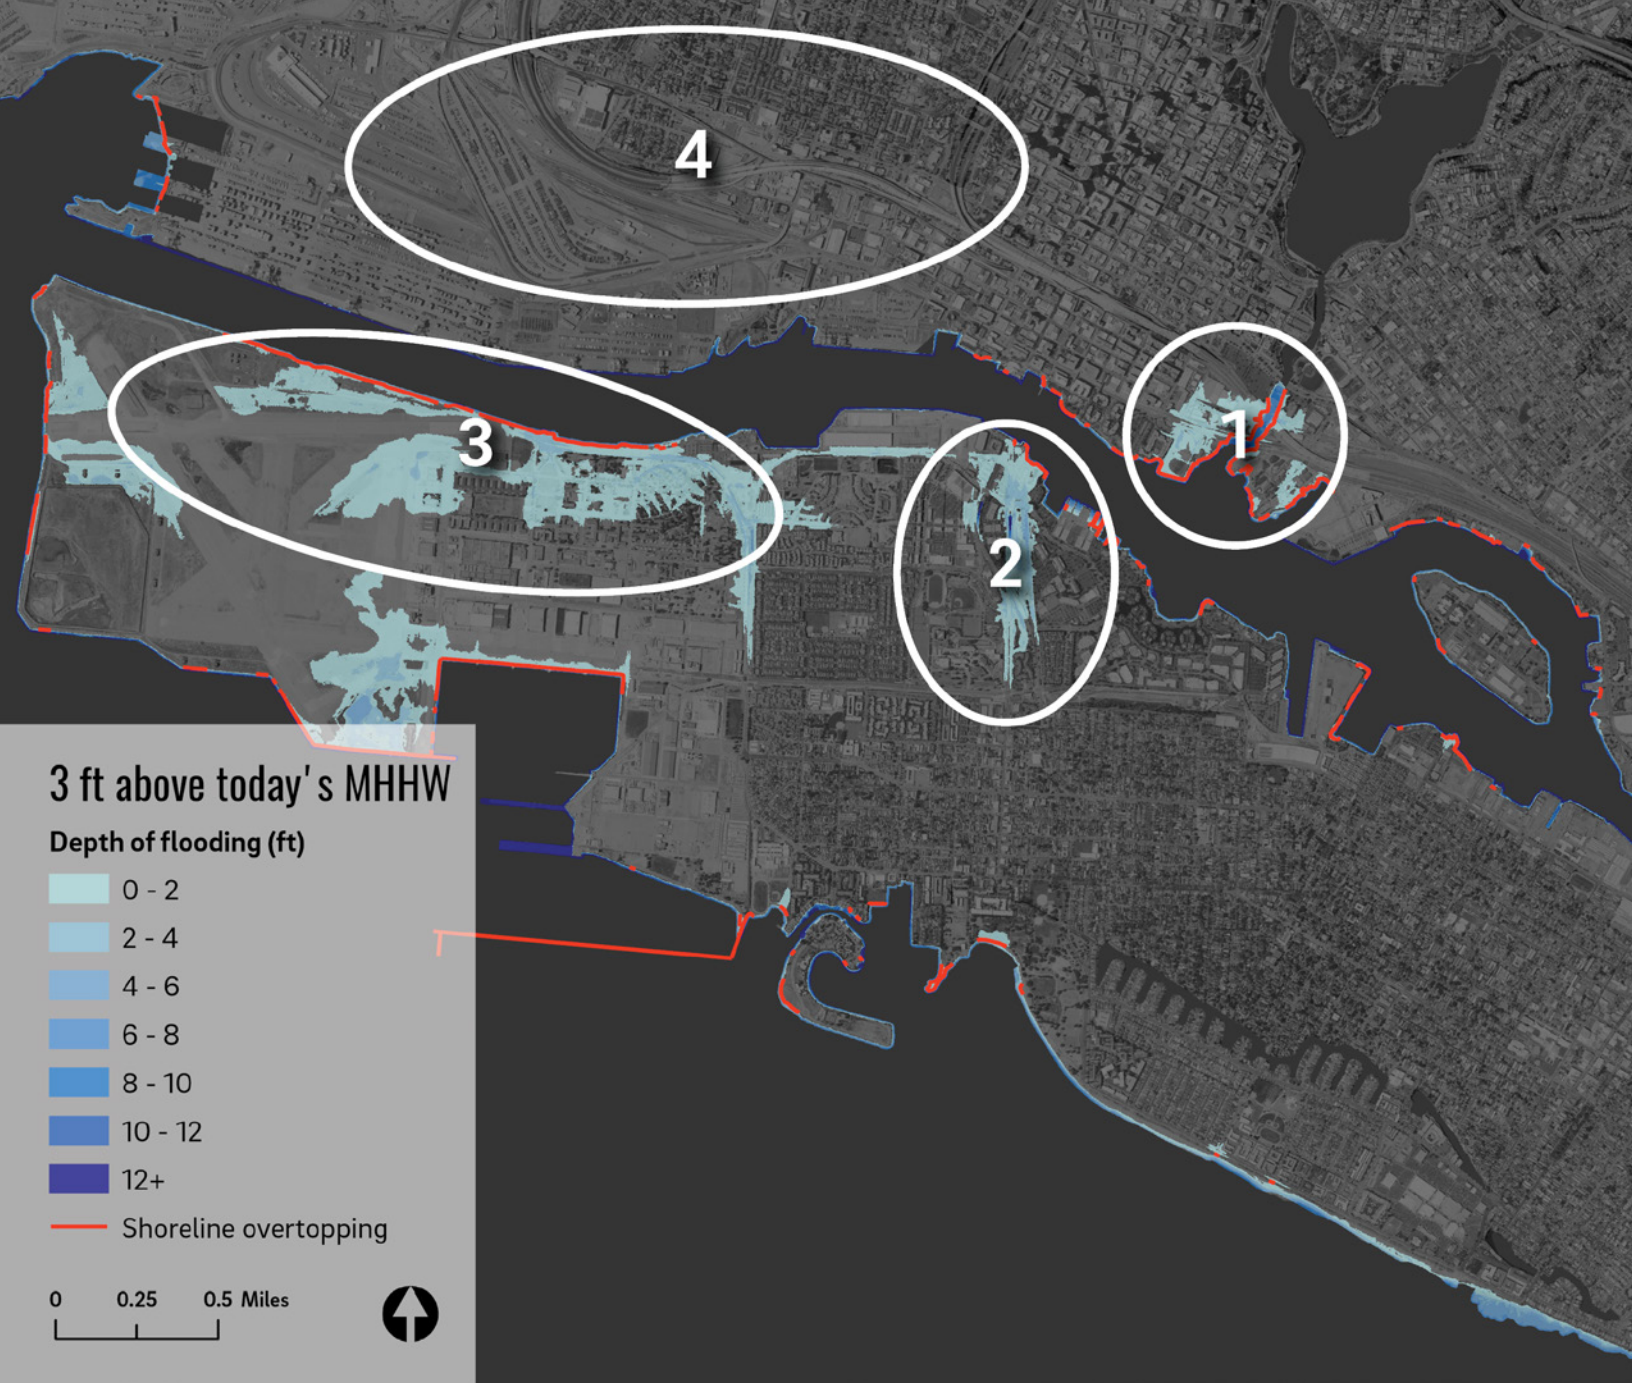 4
1
3
2
3 ft above today's MHHW
Depth of flooding (ft)
0 - 2
2 - 4
4 - 6
6 - 8
8 - 10
10 - 12
12+
Shoreline overtopping
0 0.25 0.5 Miles